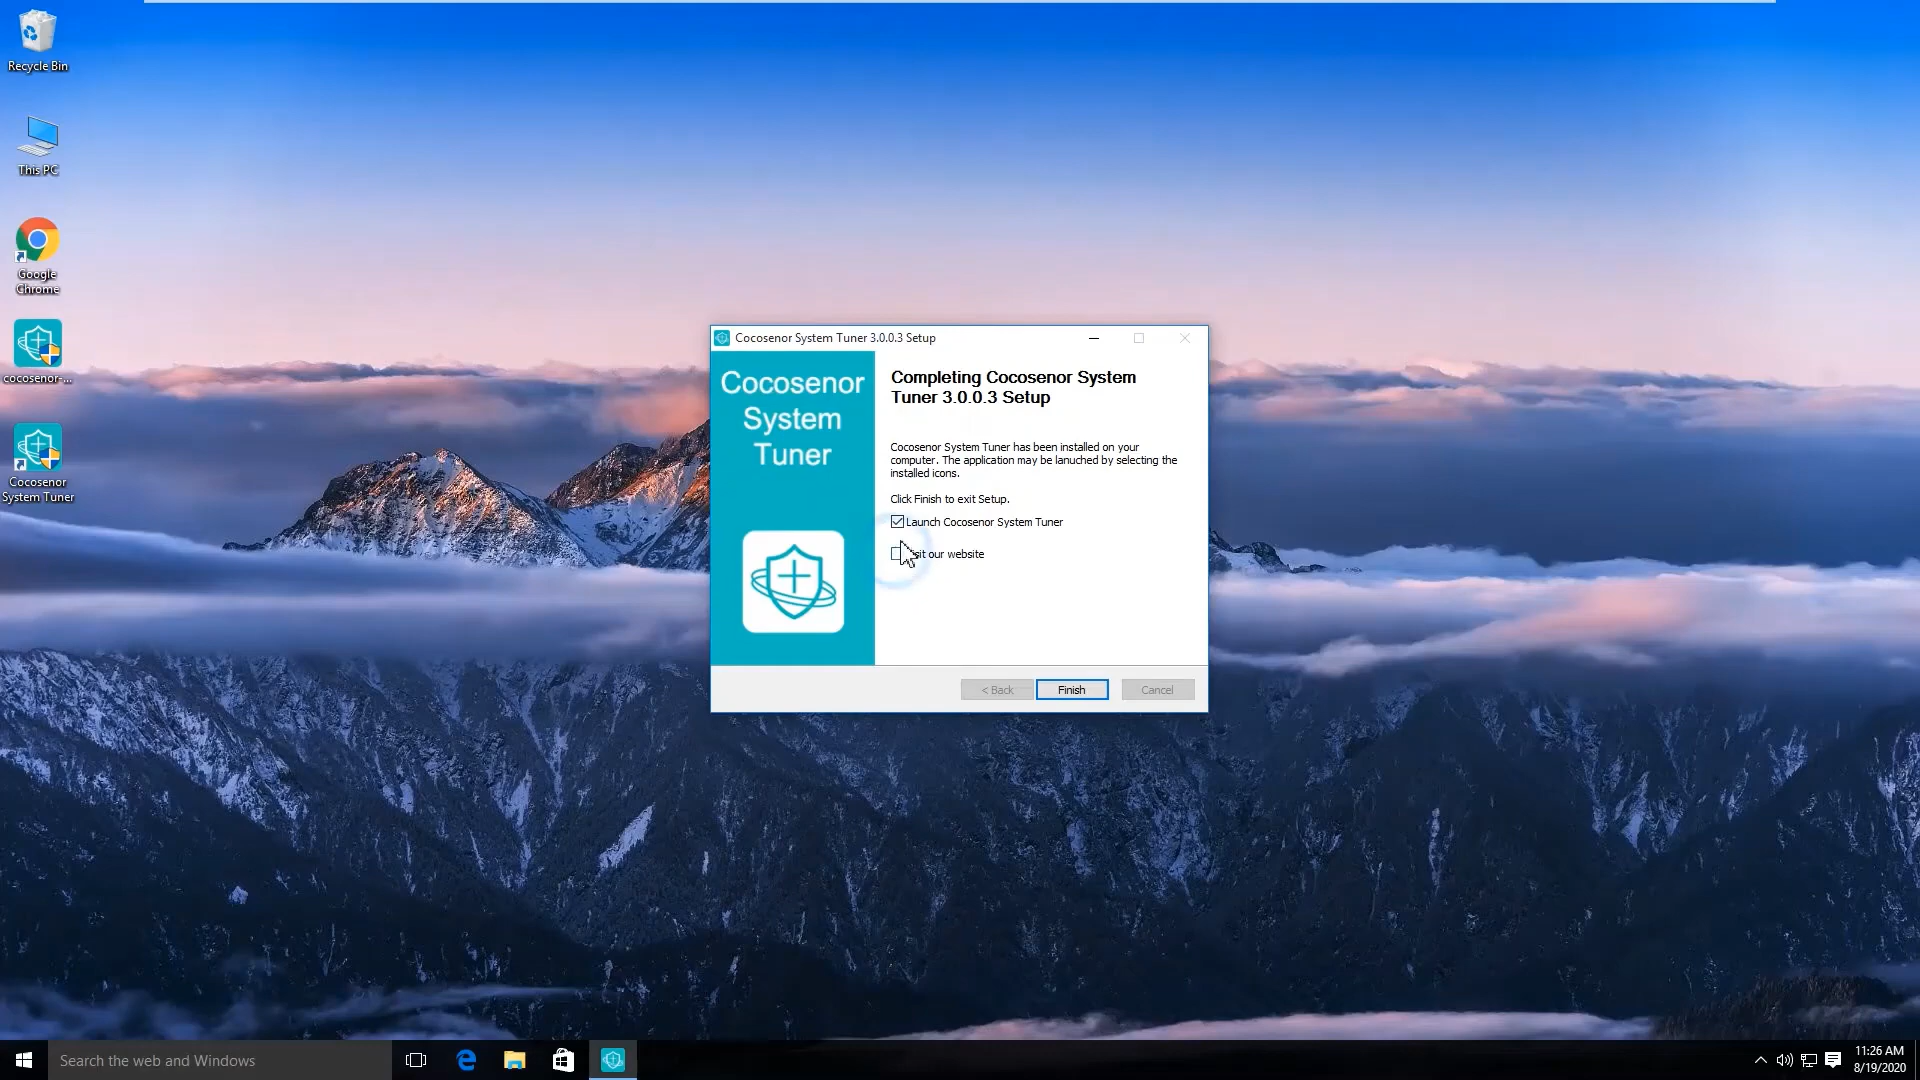 Recycle Bin
This PC
Google
Chrome
cocosenor-...
Cocosenor
System Tuner
Cocosenor System Tuner 3.0.0.3 Setup
Cocosenor
System
Tuner
Completing Cocosenor System
Tuner 3.0.0.3 Setup
Cocosenor System Tuner has been installed on your
computer. The application may be lanuched by selecting the
installed icons.
Click Finish to exit Setup.
Launch Cocosenor System Tuner
our website
< Back
Finish
Cancel
Search the web and Windows
11:26 AM
8/19/2020